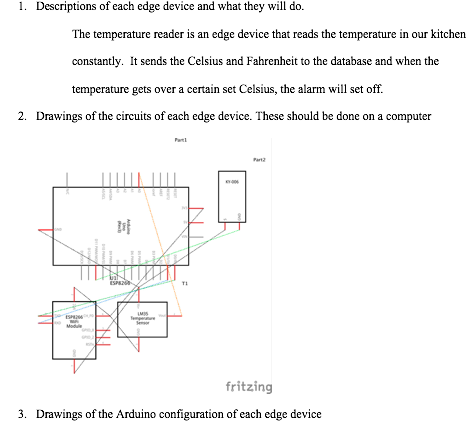 1. Descriptions of each edge device and what they will do.
The temperature reader is an edge device that reads the temperature in our kitchen
constantly. It sends the Celsius and Fahrenheit to the database and when the
temperature gets over a certain set Celsius, the alarm will set off.
2. Drawings of the circuits of each edge device. These should be done on a computer
Part1
Part2
KY-006
Arduino
Uno
(Rev3)
U1
ESP8266
T1
ESP8266
WiFi
Module
LM35
Temperature
Sensor
fritzing
3. Drawings of the Arduino configuration of each edge device